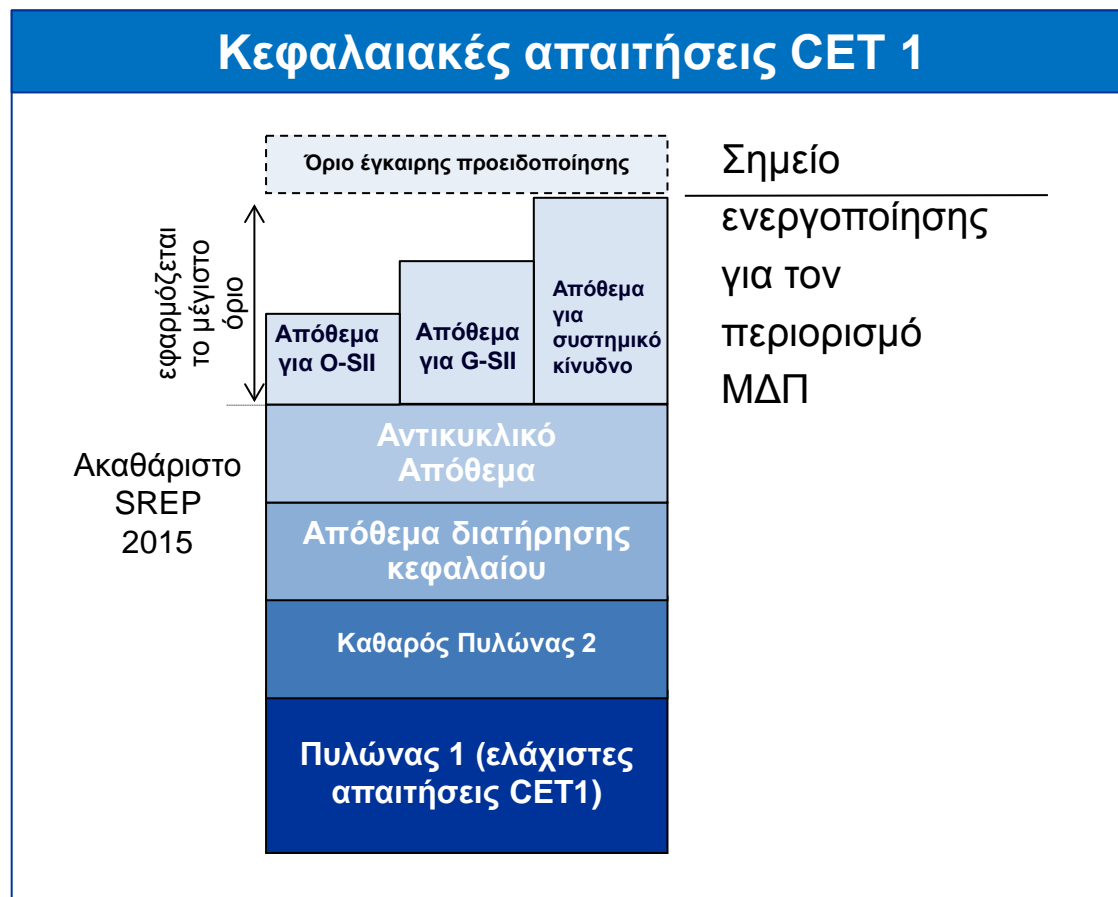 Κεφαλαιακές απαιτήσεις CET 1
Όριο έγκαιρης προειδοποίησης
Σημείο
ενεργοποίησης
για τον
περιορισμό
ΜΔΠ
εφαρμόζεται
το μέγιστο
όριο
Απόθεμα
για O-SII
Απόθεμα
για G-SII
Απόθεμα
για
συστημικό
κίνυδνο
Ακαθάριστο
SREP
2015
Αντικυκλικό
Απόθεμα
Απόθεμα διατήρησης
κεφαλαίου
Καθαρός Πυλώνας 2
Πυλώνας 1 (ελάχιστες
απαιτήσεις CET1)